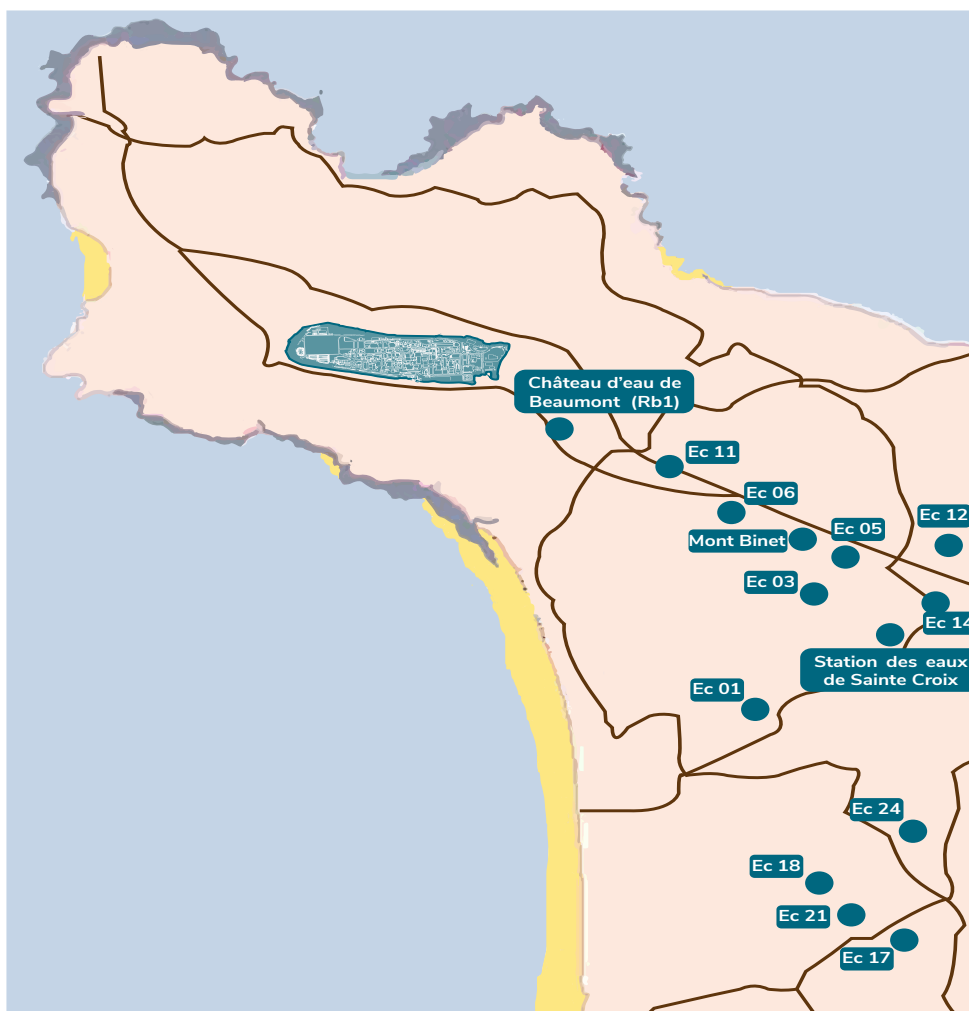 Château d'eau de
Beaumont (Rb1)
Ec 11
Ec 06
Ec 12
Ec 05
Mont Binet
Ec 03
Ec 14
Station des eaux
de Sainte Croix
Ec 01
Ec 24
Ec 18
Ec 21
Ec 17